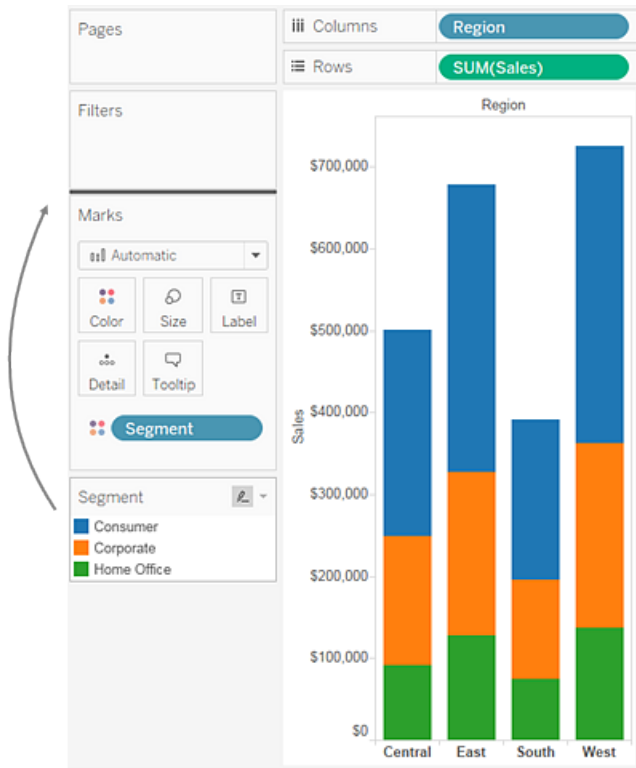 Pages
Columns
Region
Rows
SUM(Sales)
Filters
Marks
Automatic
Color
Size
Label
Detail
Tooltip
Segment
Segment
Consumer
Corporate
Home Office
Region
Sales
$700,000
$600,000
$500,000
$400,000
$300,000
$200,000
$100,000
$0
Central
East
South
West